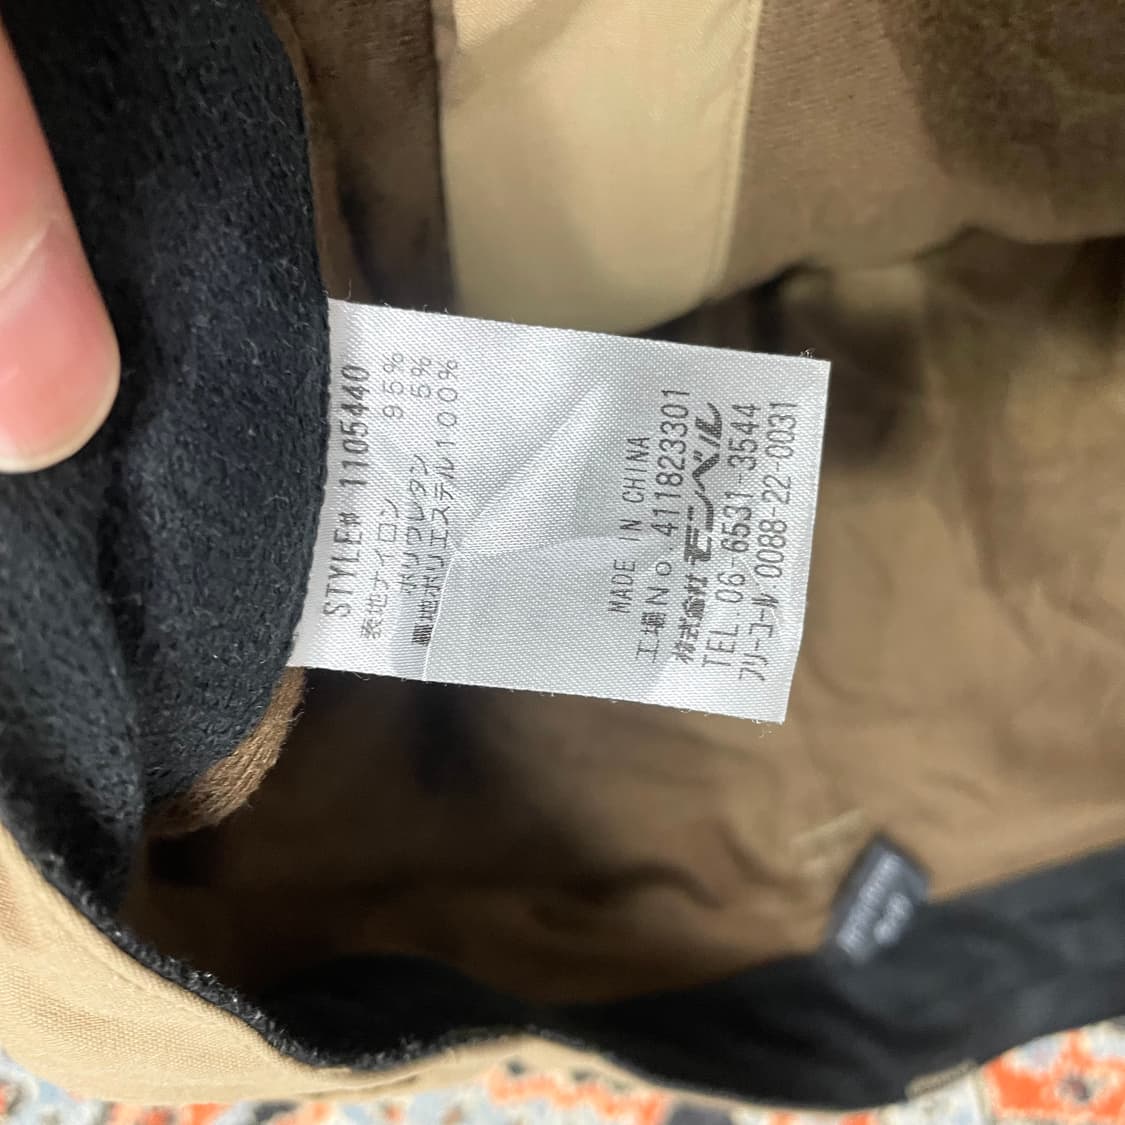 STYLE# 1105440
表地ナイロン 95%
ポリウレタン 5%
裏地ポリエステル100%
MADE IN CHINA
工場No.411823301
株式会社モンベル
TEL 06-6531-3544
フリーコール 0088-22-0031